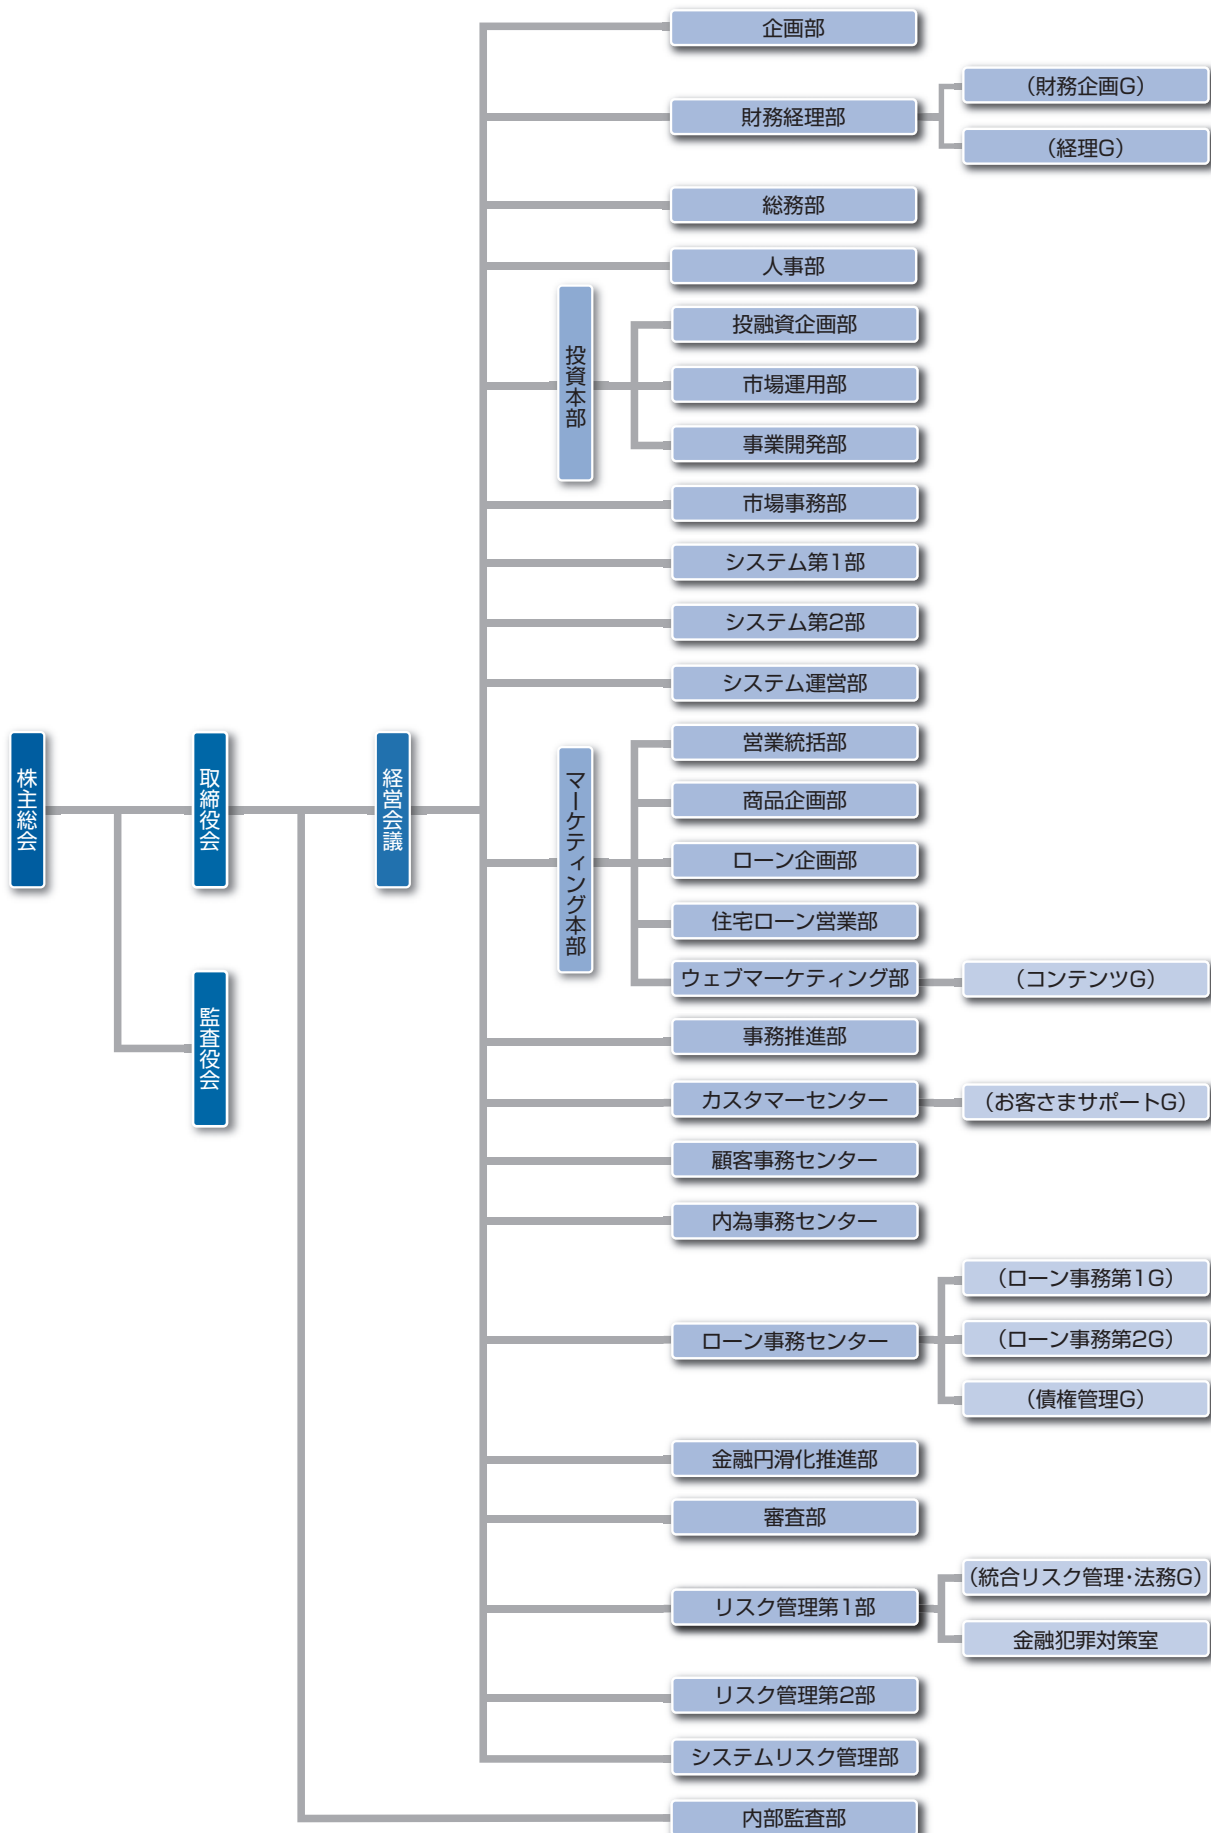 企画部
財務経理部
（財務企画G）
（経理G）
総務部
人事部
投資本部
投融資企画部
市場運用部
事業開発部
市場事務部
システム第1部
システム第2部
システム運営部
株主総会
取締役会
経営会議
監査役会
マーケティング本部
営業統括部
商品企画部
ローン企画部
住宅ローン営業部
ウェブマーケティング部
（コンテンツG）
事務推進部
カスタマーセンター
（お客さまサポートG）
顧客事務センター
内為事務センター
ローン事務センター
（ローン事務第1G）
（ローン事務第2G）
（債権管理G）
金融円滑化推進部
審査部
リスク管理第1部
（統合リスク管理・法務G）
金融犯罪対策室
リスク管理第2部
システムリスク管理部
内部監査部